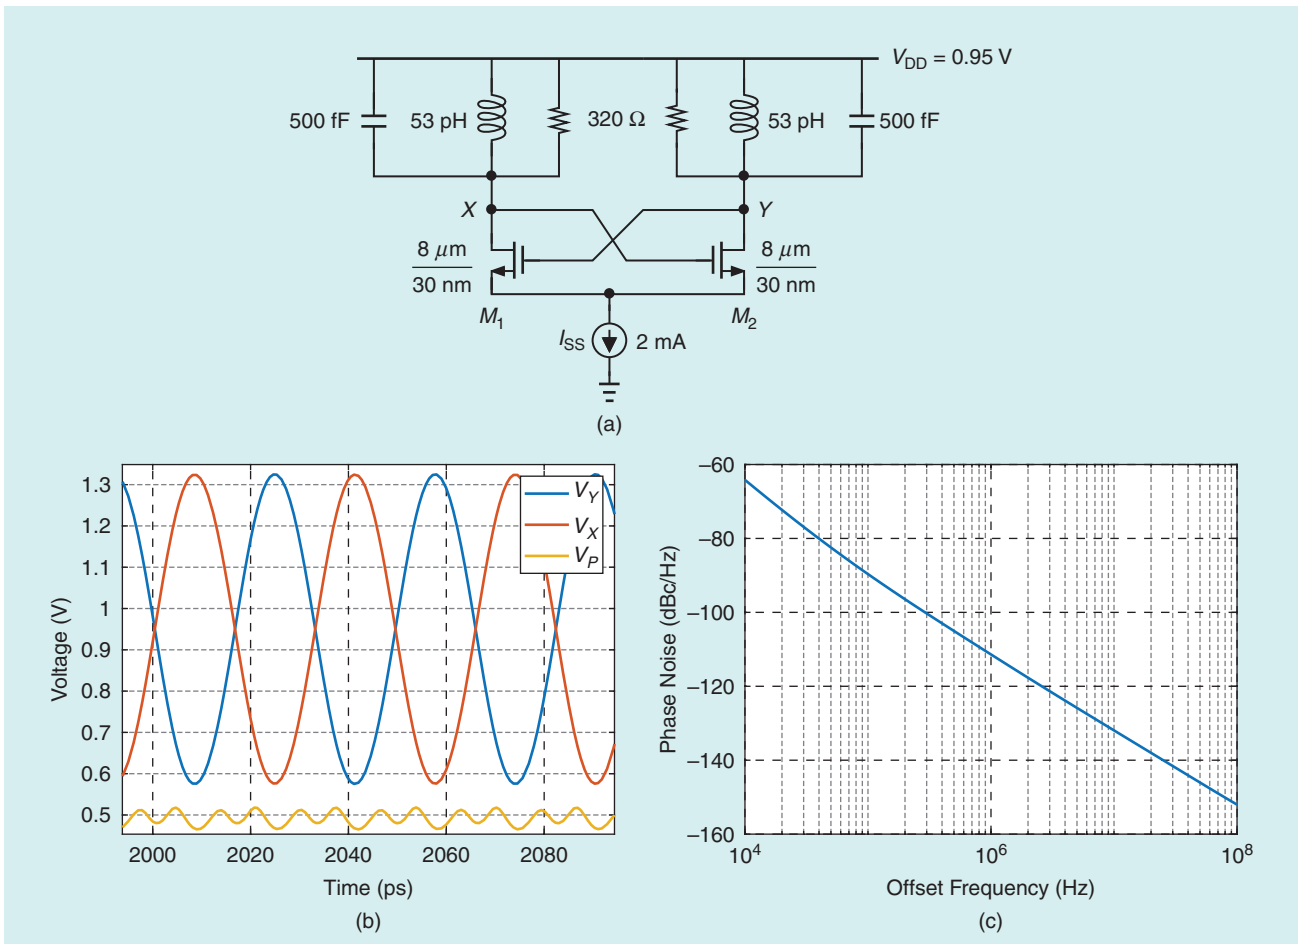 V_DD = 0.95 V
500 fF
53 pH
320 Ω
53 pH
500 fF
X
Y
8 μm
30 nm
8 μm
30 nm
M_1
M_2
I_SS
2 mA
(a)
Voltage (V)
1.3
1.2
1.1
1
0.9
0.8
0.7
0.6
0.5
V_Y
V_X
V_P
2000
2020
2040
2060
2080
Time (ps)
(b)
Phase Noise (dBc/Hz)
–60
–80
–100
–120
–140
–160
10^4
10^6
10^8
Offset Frequency (Hz)
(c)